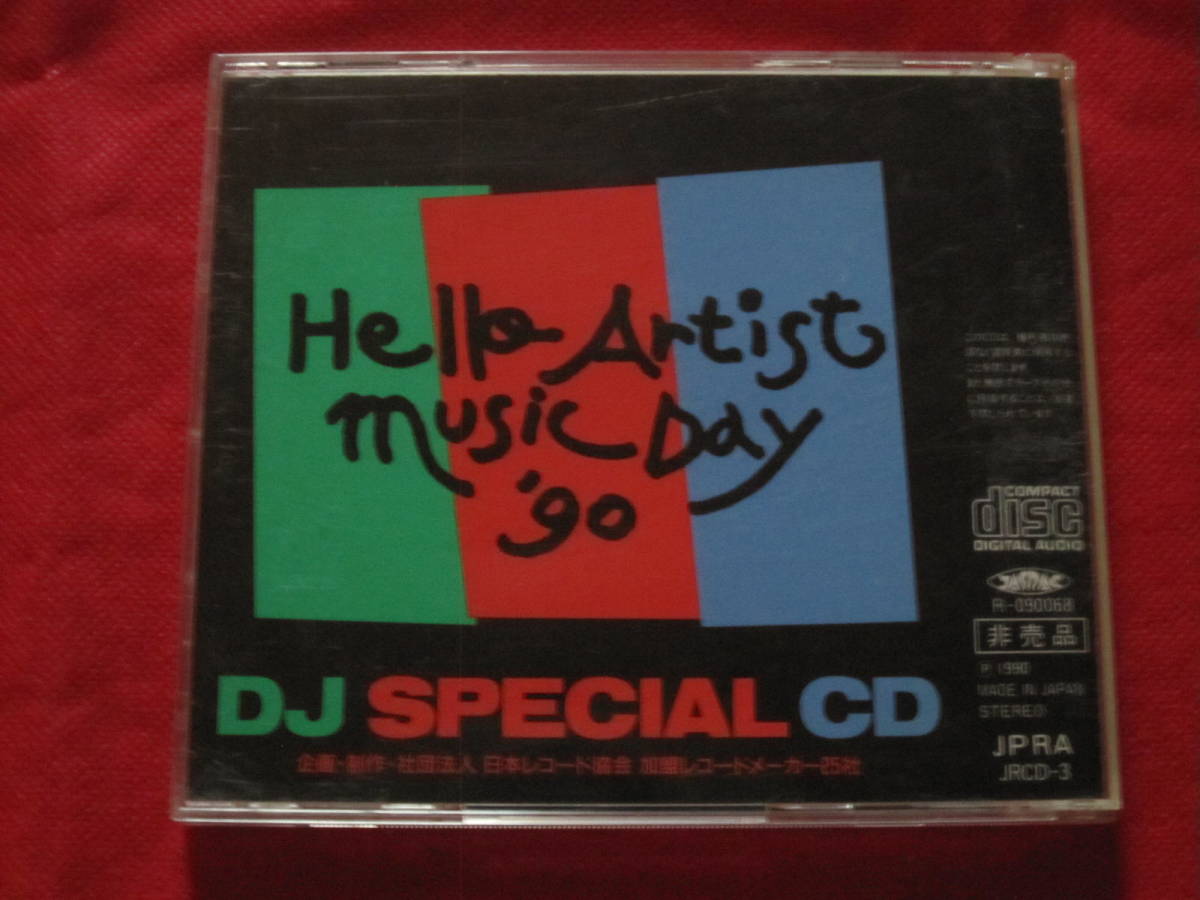 Hello Artist
Music Day
'90
DJ SPECIAL CD
企画・制作・社団法人 日本レコード協会 加盟レコードメーカー25社
COMPACT
disc
DIGITAL AUDIO
JASRAC
R-090068
非売品
℗ 1990
MADE IN JAPAN
STEREO
JPRA
JRCD-3